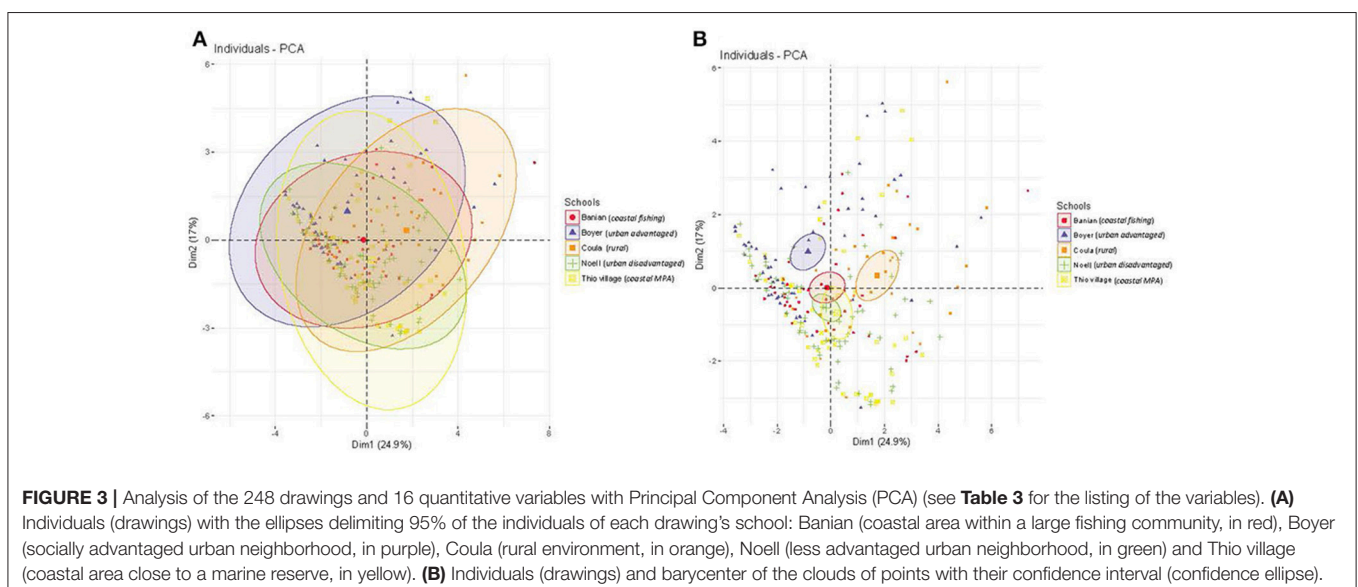 A
Individuals - PCA
6
3
0
-3
-6
Dim2 (17%)
-4
0
4
8
Dim1 (24.9%)
Schools
Banian (coastal fishing)
Boyer (urban advantaged)
Coula (rural)
Noell (urban disadvantaged)
Thio village (coastal MPA)
B
Individuals - PCA
6
4
2
0
-2
Dim2 (17%)
-4
-2
0
2
4
6
Dim1 (24.9%)
Schools
Banian (coastal fishing)
Boyer (urban advantaged)
Coula (rural)
Noell (urban disadvantaged)
Thio village (coastal MPA)
FIGURE 3 | Analysis of the 248 drawings and 16 quantitative variables with Principal Component Analysis (PCA) (see Table 3 for the listing of the variables). (A)
Individuals (drawings) with the ellipses delimiting 95% of the individuals of each drawing's school: Banian (coastal area within a large fishing community, in red), Boyer
(socially advantaged urban neighborhood, in purple), Coula (rural environment, in orange), Noell (less advantaged urban neighborhood, in green) and Thio village
(coastal area close to a marine reserve, in yellow). (B) Individuals (drawings) and barycenter of the clouds of points with their confidence interval (confidence ellipse).